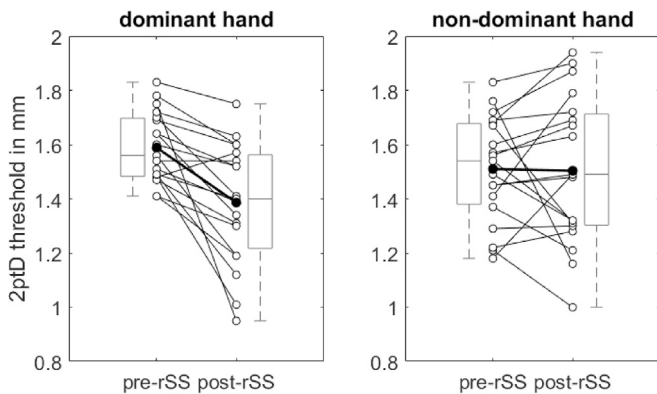 dominant hand
2ptD threshold in mm
2
1.8
1.6
1.4
1.2
1
0.8
pre-rSS post-rSS
non-dominant hand
2
1.8
1.6
1.4
1.2
1
0.8
pre-rSS post-rSS